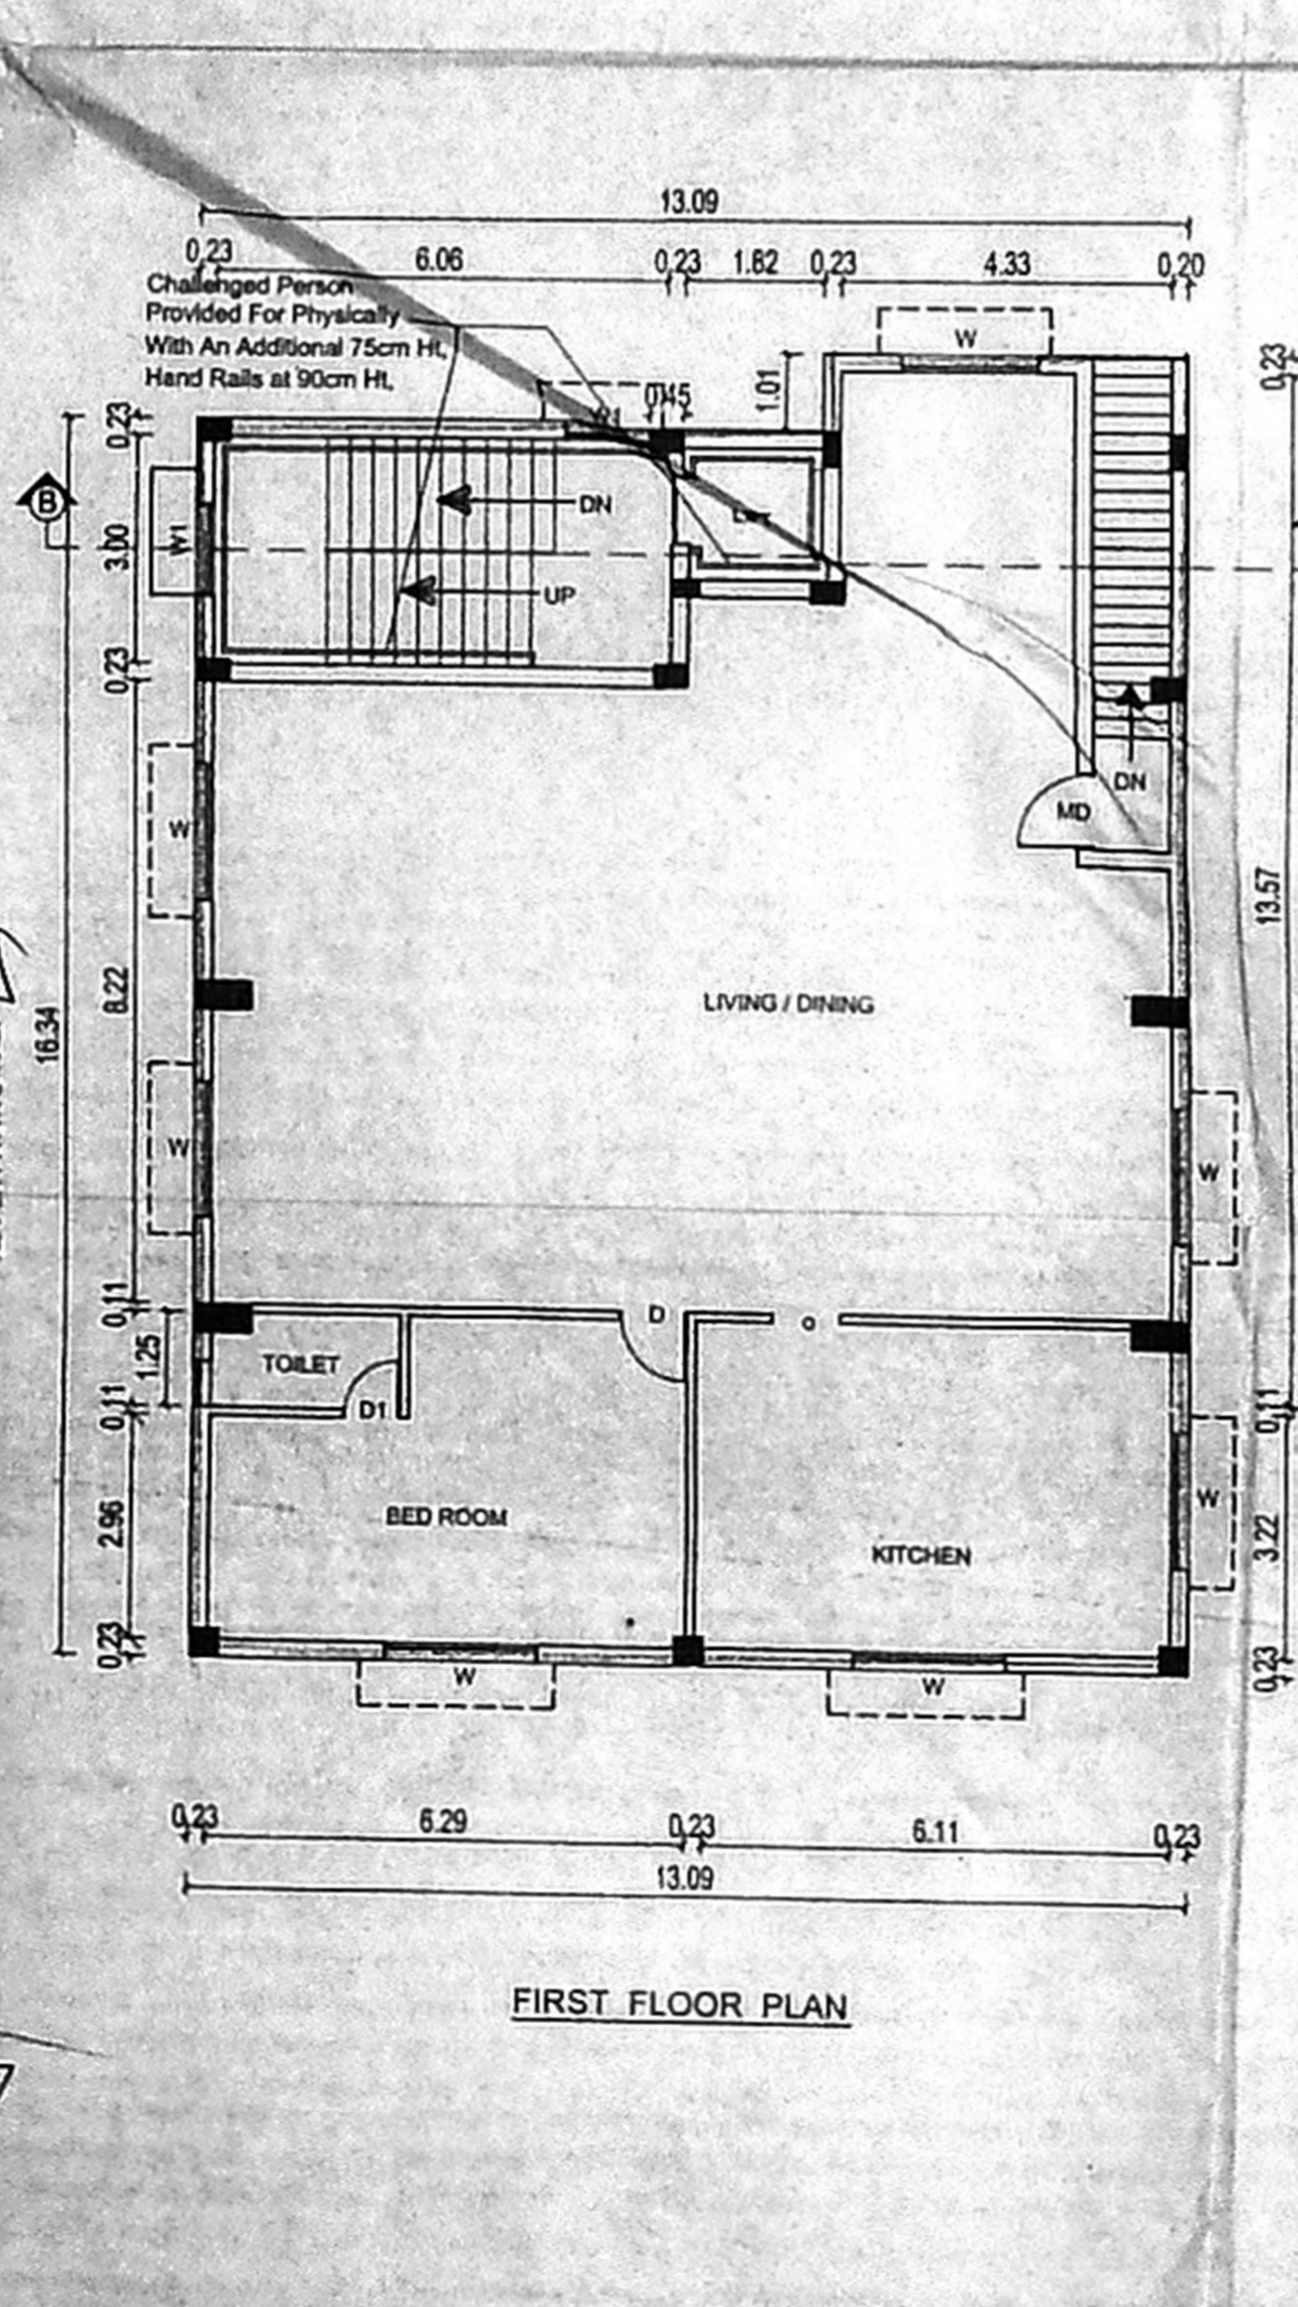 13.09
0.23 6.06 0.23 1.62 0.23 4.33 0.20
Challenged Person
Provided For Physically
With An Additional 75cm Ht,
Hand Rails at 90cm Ht,
W
0.45
1.01
0.23
0.23
B
W1
3.00
DN
UP
0.23
DN
MD
W
13.57
8.22
16.34
LIVING / DINING
W
W
0.11
D
O
1.25
TOILET
D1
0.11
0.11
W
2.96
BED ROOM
KITCHEN
3.22
0.23
W
W
0.23
0.23 6.29 0.23 6.11 0.23
13.09
FIRST FLOOR PLAN